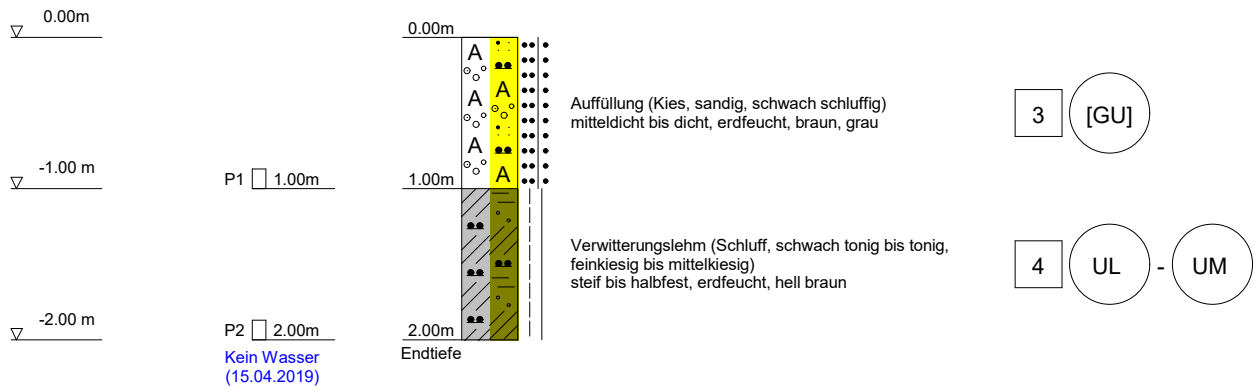 0.00m
0.00m
A
A
A
A
A
Auffüllung (Kies, sandig, schwach schluffig)
mitteldicht bis dicht, erdfeucht, braun, grau
3 [GU]
-1.00 m
P1 1.00m
1.00m
Verwitterungslehm (Schluff, schwach tonig bis tonig,
feinkiesig bis mittelkiesig)
steif bis halbfest, erdfeucht, hell braun
4 UL - UM
-2.00 m
P2 2.00m
2.00m
Kein Wasser
(15.04.2019)
Endtiefe